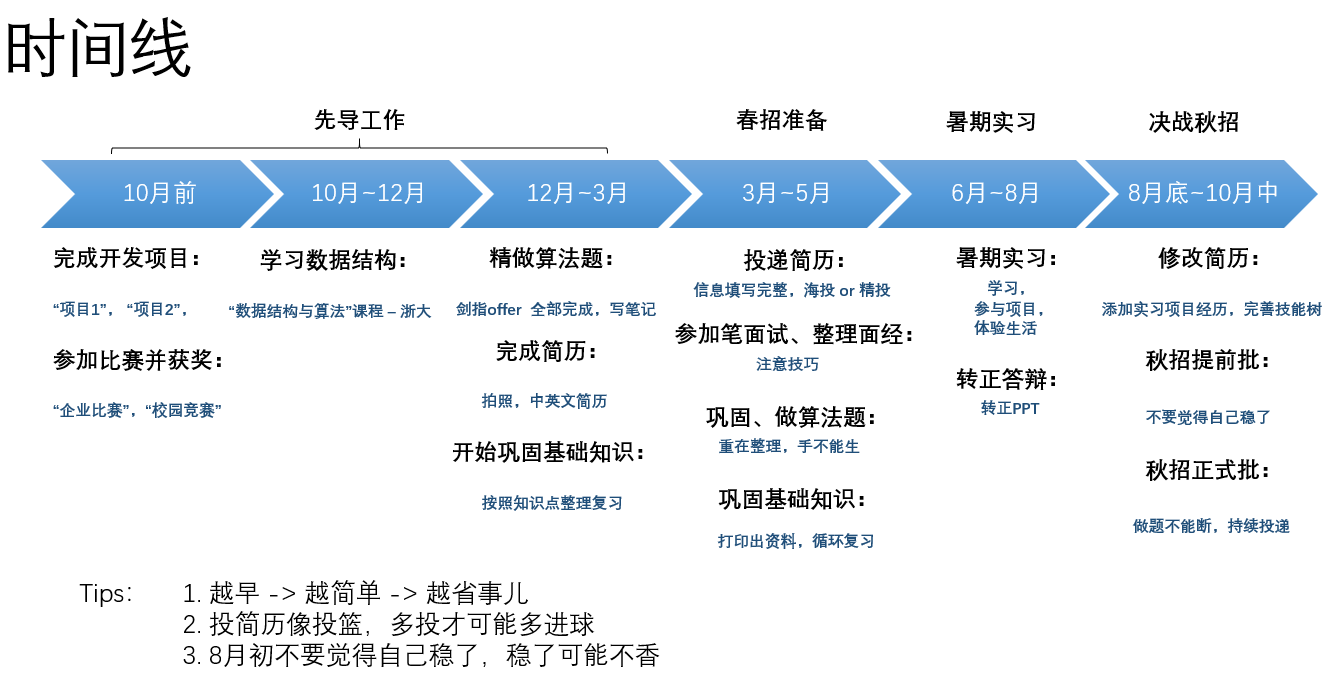 时间线
先导工作
春招准备
暑期实习
决战秋招
10月前
10月~12月
12月~3月
3月~5月
6月~8月
8月底~10月中
完成开发项目：
“项目1”， “项目2”，
参加比赛并获奖：
“企业比赛”，“校园竞赛”
学习数据结构：
“数据结构与算法”课程 – 浙大
精做算法题：
剑指offer 全部完成，写笔记
完成简历：
拍照，中英文简历
开始巩固基础知识：
按照知识点整理复习
投递简历：
信息填写完整，海投 or 精投
参加笔面试、整理面经：
注意技巧
巩固、做算法题：
重在整理，手不能生
巩固基础知识：
打印出资料，循环复习
暑期实习：
学习，
参与项目，
体验生活
转正答辩：
转正PPT
修改简历：
添加实习项目经历，完善技能树
秋招提前批：
不要觉得自己稳了
秋招正式批：
做题不能断，持续投递
Tips： 1. 越早 -> 越简单 -> 越省事儿
2. 投简历像投篮，多投才可能多进球
3. 8月初不要觉得自己稳了，稳了可能不香